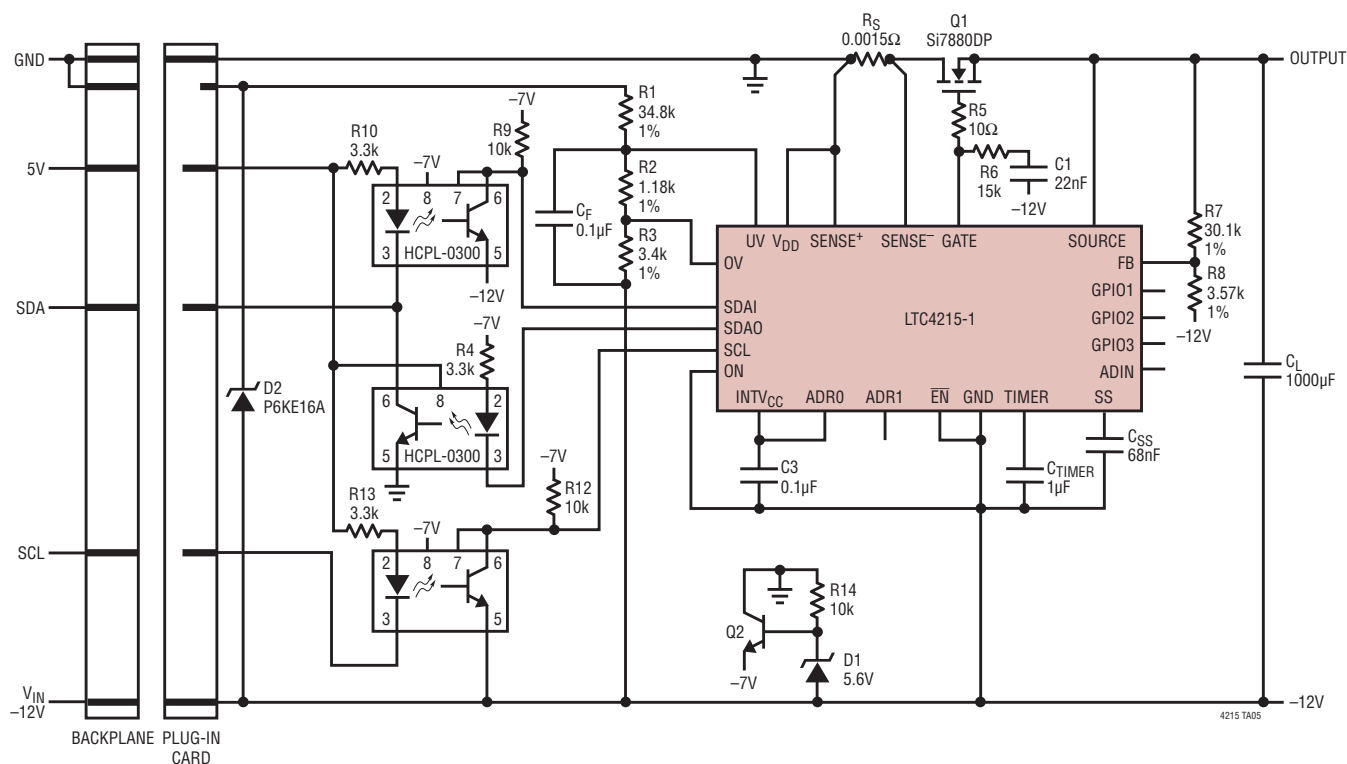 GND
5V
SDA
SCL
VIN
–12V
BACKPLANE
PLUG-IN
CARD
D2
P6KE16A
R10
3.3k
–7V
2
8
7
6
3
HCPL-0300
5
–12V
–7V
R9
10k
–7V
R4
3.3k
6
8
2
5
HCPL-0300
3
R13
3.3k
–7V
2
8
7
6
3
5
–7V
R12
10k
CF
0.1µF
R1
34.8k
1%
R2
1.18k
1%
R3
3.4k
1%
RS
0.0015Ω
Q1
Si7880DP
R5
10Ω
R6
15k
C1
22nF
–12V
UV
VDD
SENSE+
SENSE–
GATE
SOURCE
OV
SDAI
SDAO
SCL
ON
LTC4215-1
FB
GPIO1
GPIO2
GPIO3
ADIN
INTVCC
ADR0
ADR1
EN
GND
TIMER
SS
C3
0.1µF
CTIMER
1µF
CSS
68nF
R7
30.1k
1%
R8
3.57k
1%
–12V
OUTPUT
CL
1000µF
Q2
–7V
R14
10k
D1
5.6V
–12V
4215 TA05